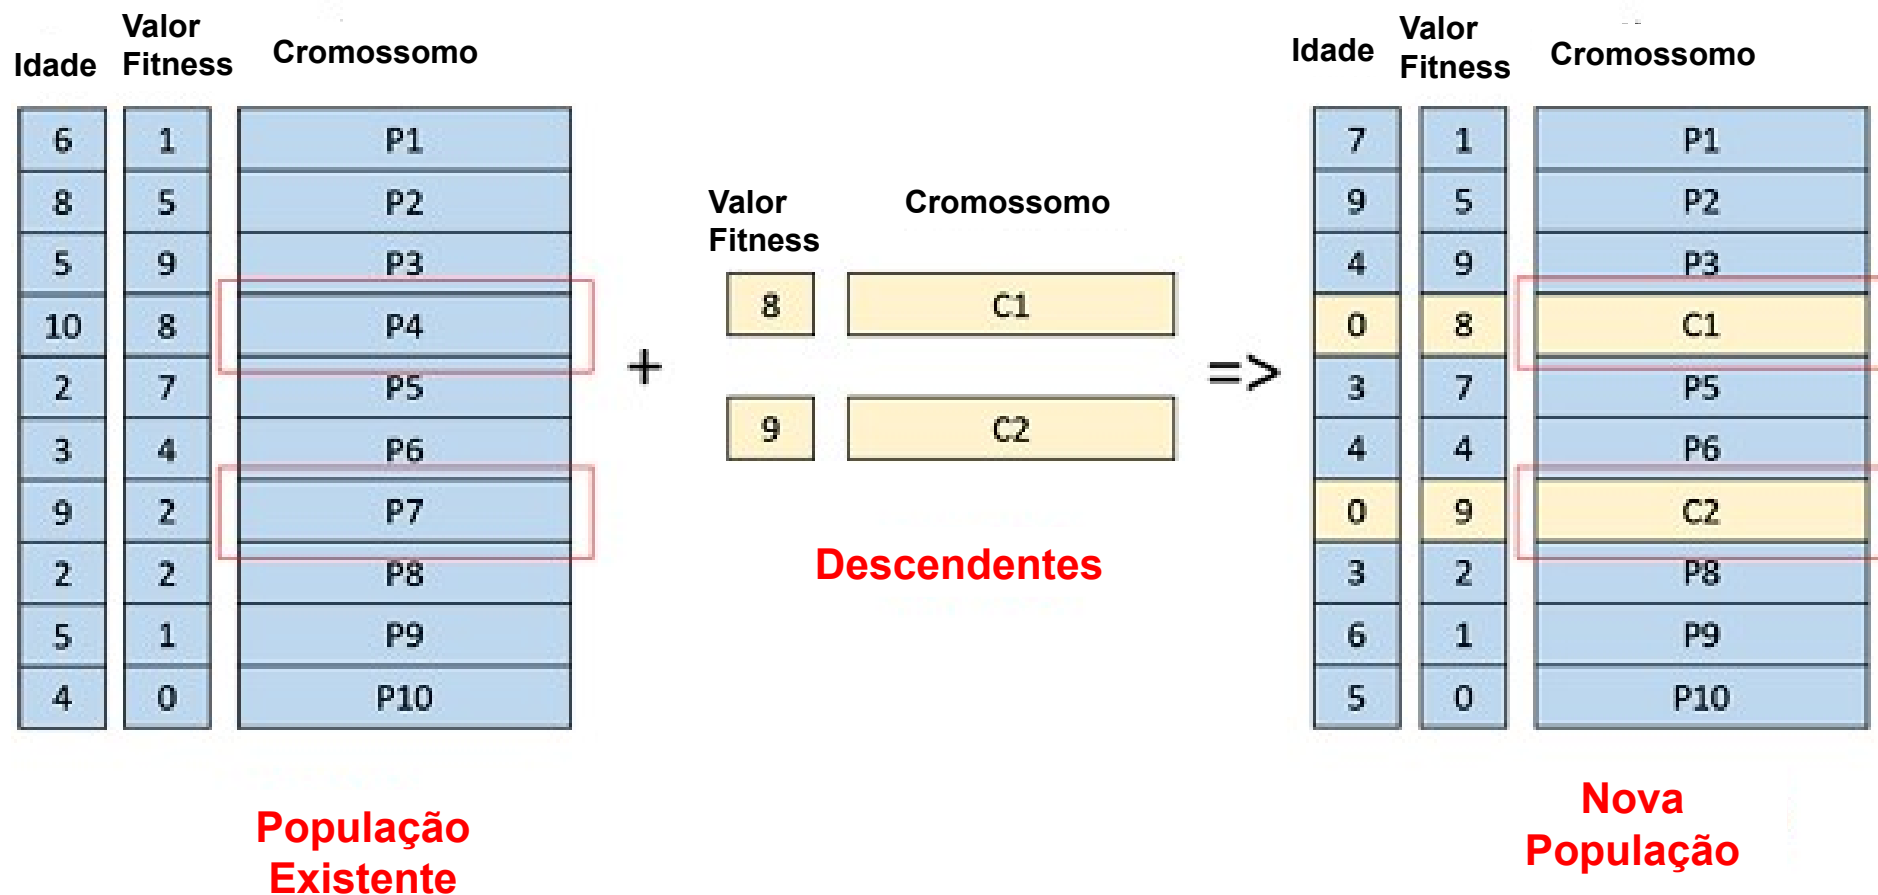 Idade Valor Fitness Cromossomo
6 1 P1
8 5 P2
5 9 P3
10 8 P4
2 7 P5
3 4 P6
9 2 P7
2 2 P8
5 1 P9
4 0 P10
População
Existente
+
Valor Fitness Cromossomo
8 C1
9 C2
Descendentes
=>
Idade Valor Fitness Cromossomo
7 1 P1
9 5 P2
4 9 P3
0 8 C1
3 7 P5
4 4 P6
0 9 C2
3 2 P8
6 1 P9
5 0 P10
Nova
População